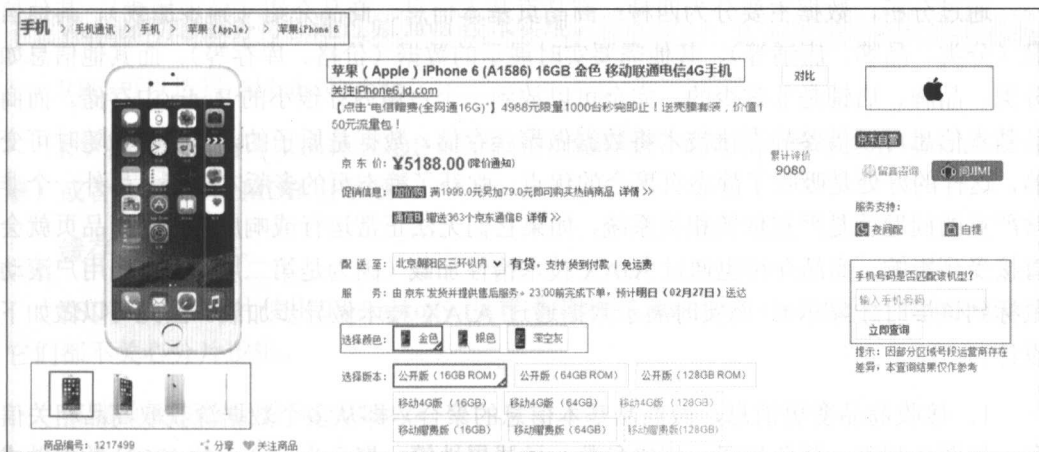 手机 > 手机通讯 > 手机 > 苹果（Apple） > 苹果iPhone 6
苹果（Apple）iPhone 6 (A1586) 16GB 金色 移动联通电信4G手机
关注iPhone6.jd.com
【点击"电信赠费(全网通16G)"】4968元限量1000台秒完即止！送壳膜套装，价值1
50元流量包！
京 东 价：¥5188.00 (降价通知)
促销信息：加价购 满1999.0元另加79.0元即可购买热销商品 详情 >>
满赠 赠送363个京东通信B 详情 >>
配 送 至：北京朝阳区三环以内 有货，支持 货到付款 | 免运费
服 务：由 京东 发货并提供售后服务。23:00前完成下单，预计明日（02月27日）送达
选择颜色：金色 银色 深空灰
选择版本：公开版（16GB ROM） 公开版（64GB ROM） 公开版（128GB ROM）
移动4G版（16GB） 移动4G版（64GB） 移动4G版（128GB）
移动赠费版（16GB） 移动赠费版（64GB） 移动赠费版(128GB)
商品编号：1217499 分享 关注商品
对比
累计评价
9080
京东自营
留言咨询 问JIMI
服务支持：
夜间配 自提
手机号码是否匹配该机型?
输入手机号码
立即查询
提示：因部分区域号段运营商存在
差异，本查询结果仅作参考